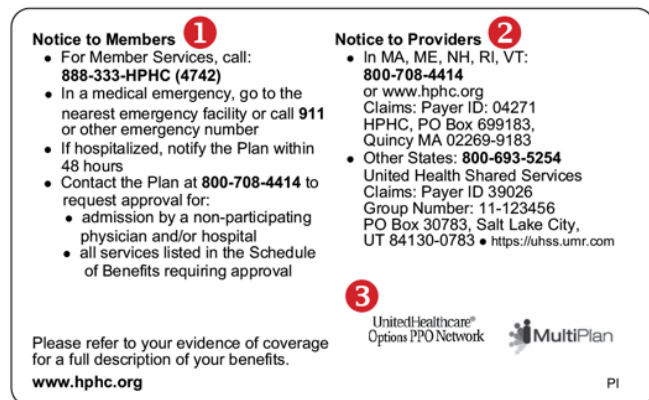 Notice to Members 1
• For Member Services, call:
888-333-HPHC (4742)
• In a medical emergency, go to the
nearest emergency facility or call 911
or other emergency number
• If hospitalized, notify the Plan within
48 hours
• Contact the Plan at 800-708-4414 to
request approval for:
• admission by a non-participating
physician and/or hospital
• all services listed in the Schedule
of Benefits requiring approval
Please refer to your evidence of coverage
for a full description of your benefits.
www.hphc.org
Notice to Providers 2
• In MA, ME, NH, RI, VT:
800-708-4414
or www.hphc.org
Claims: Payer ID: 04271
HPHC, PO Box 699183,
Quincy MA 02269-9183
• Other States: 800-693-5254
United Health Shared Services
Claims: Payer ID 39026
Group Number: 11-123456
PO Box 30783, Salt Lake City,
UT 84130-0783 • https://uhss.umr.com
3
UnitedHealthcare®
Options PPO Network
MultiPlan
PI